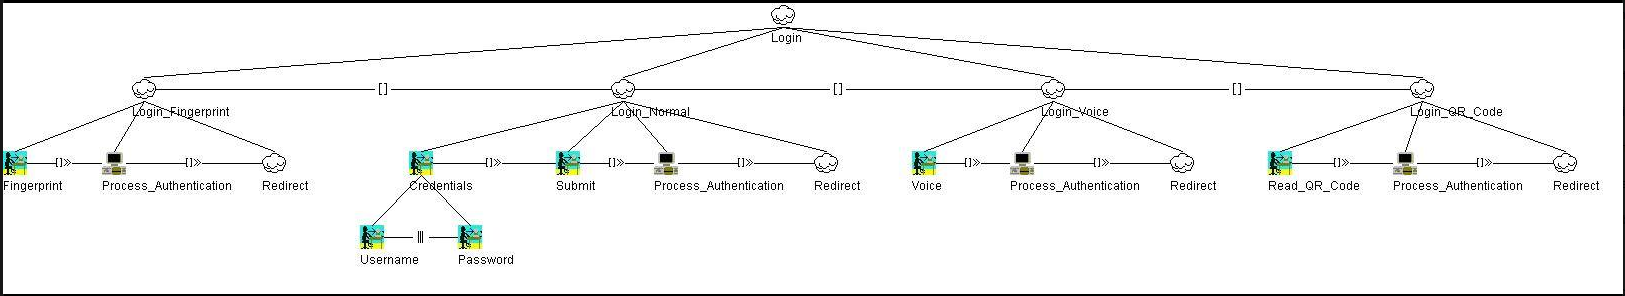 Login
[ ] [ ] [ ]
Login_Fingerprint Login_Normal Login_Voice Login_QR_Code
[ ]» [ ]» [ ]» [ ]» [ ]» [ ]» [ ]» [ ]» [ ]»
Fingerprint Process_Authentication Redirect Credentials Submit Process_Authentication Redirect Voice Process_Authentication Redirect Read_QR_Code Process_Authentication Redirect
|||
Username Password